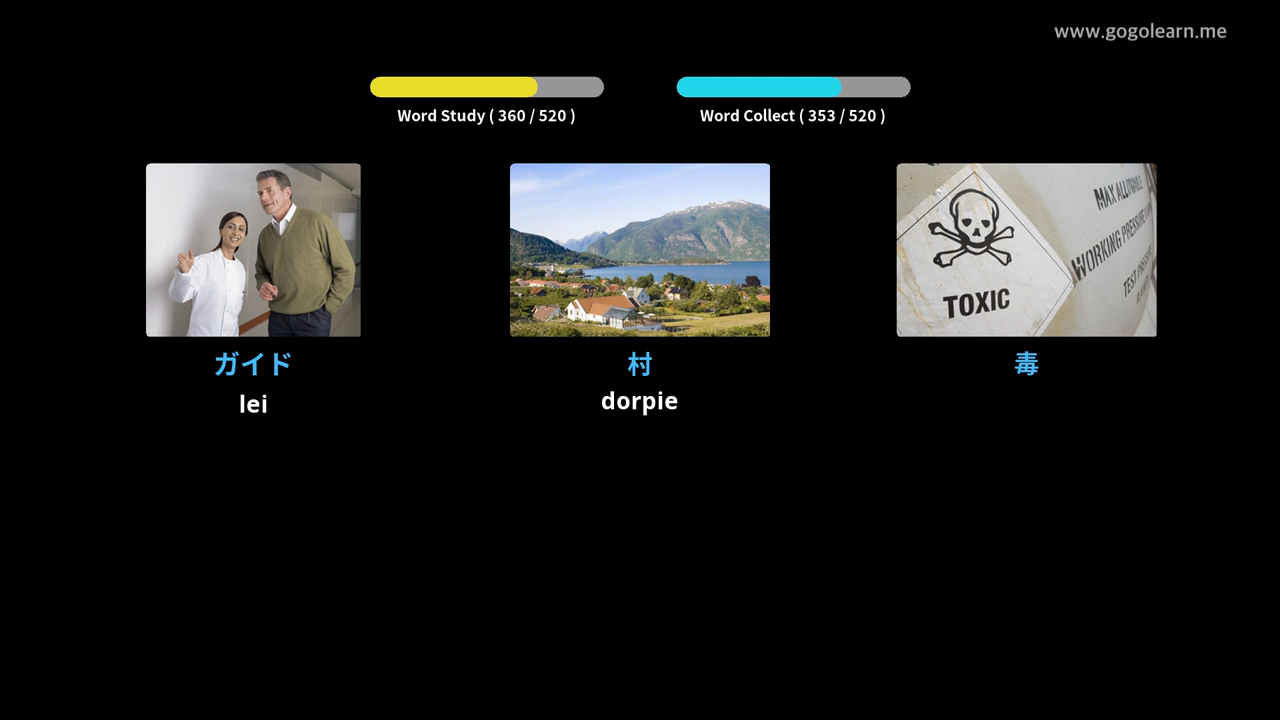 www.gogolearn.me
Word Study ( 360 / 520 )
Word Collect ( 353 / 520 )
TOXIC
MAX ALLOWABLE
WORKING PRESSURE
TEST
ガイド
村
毒
lei
dorpie